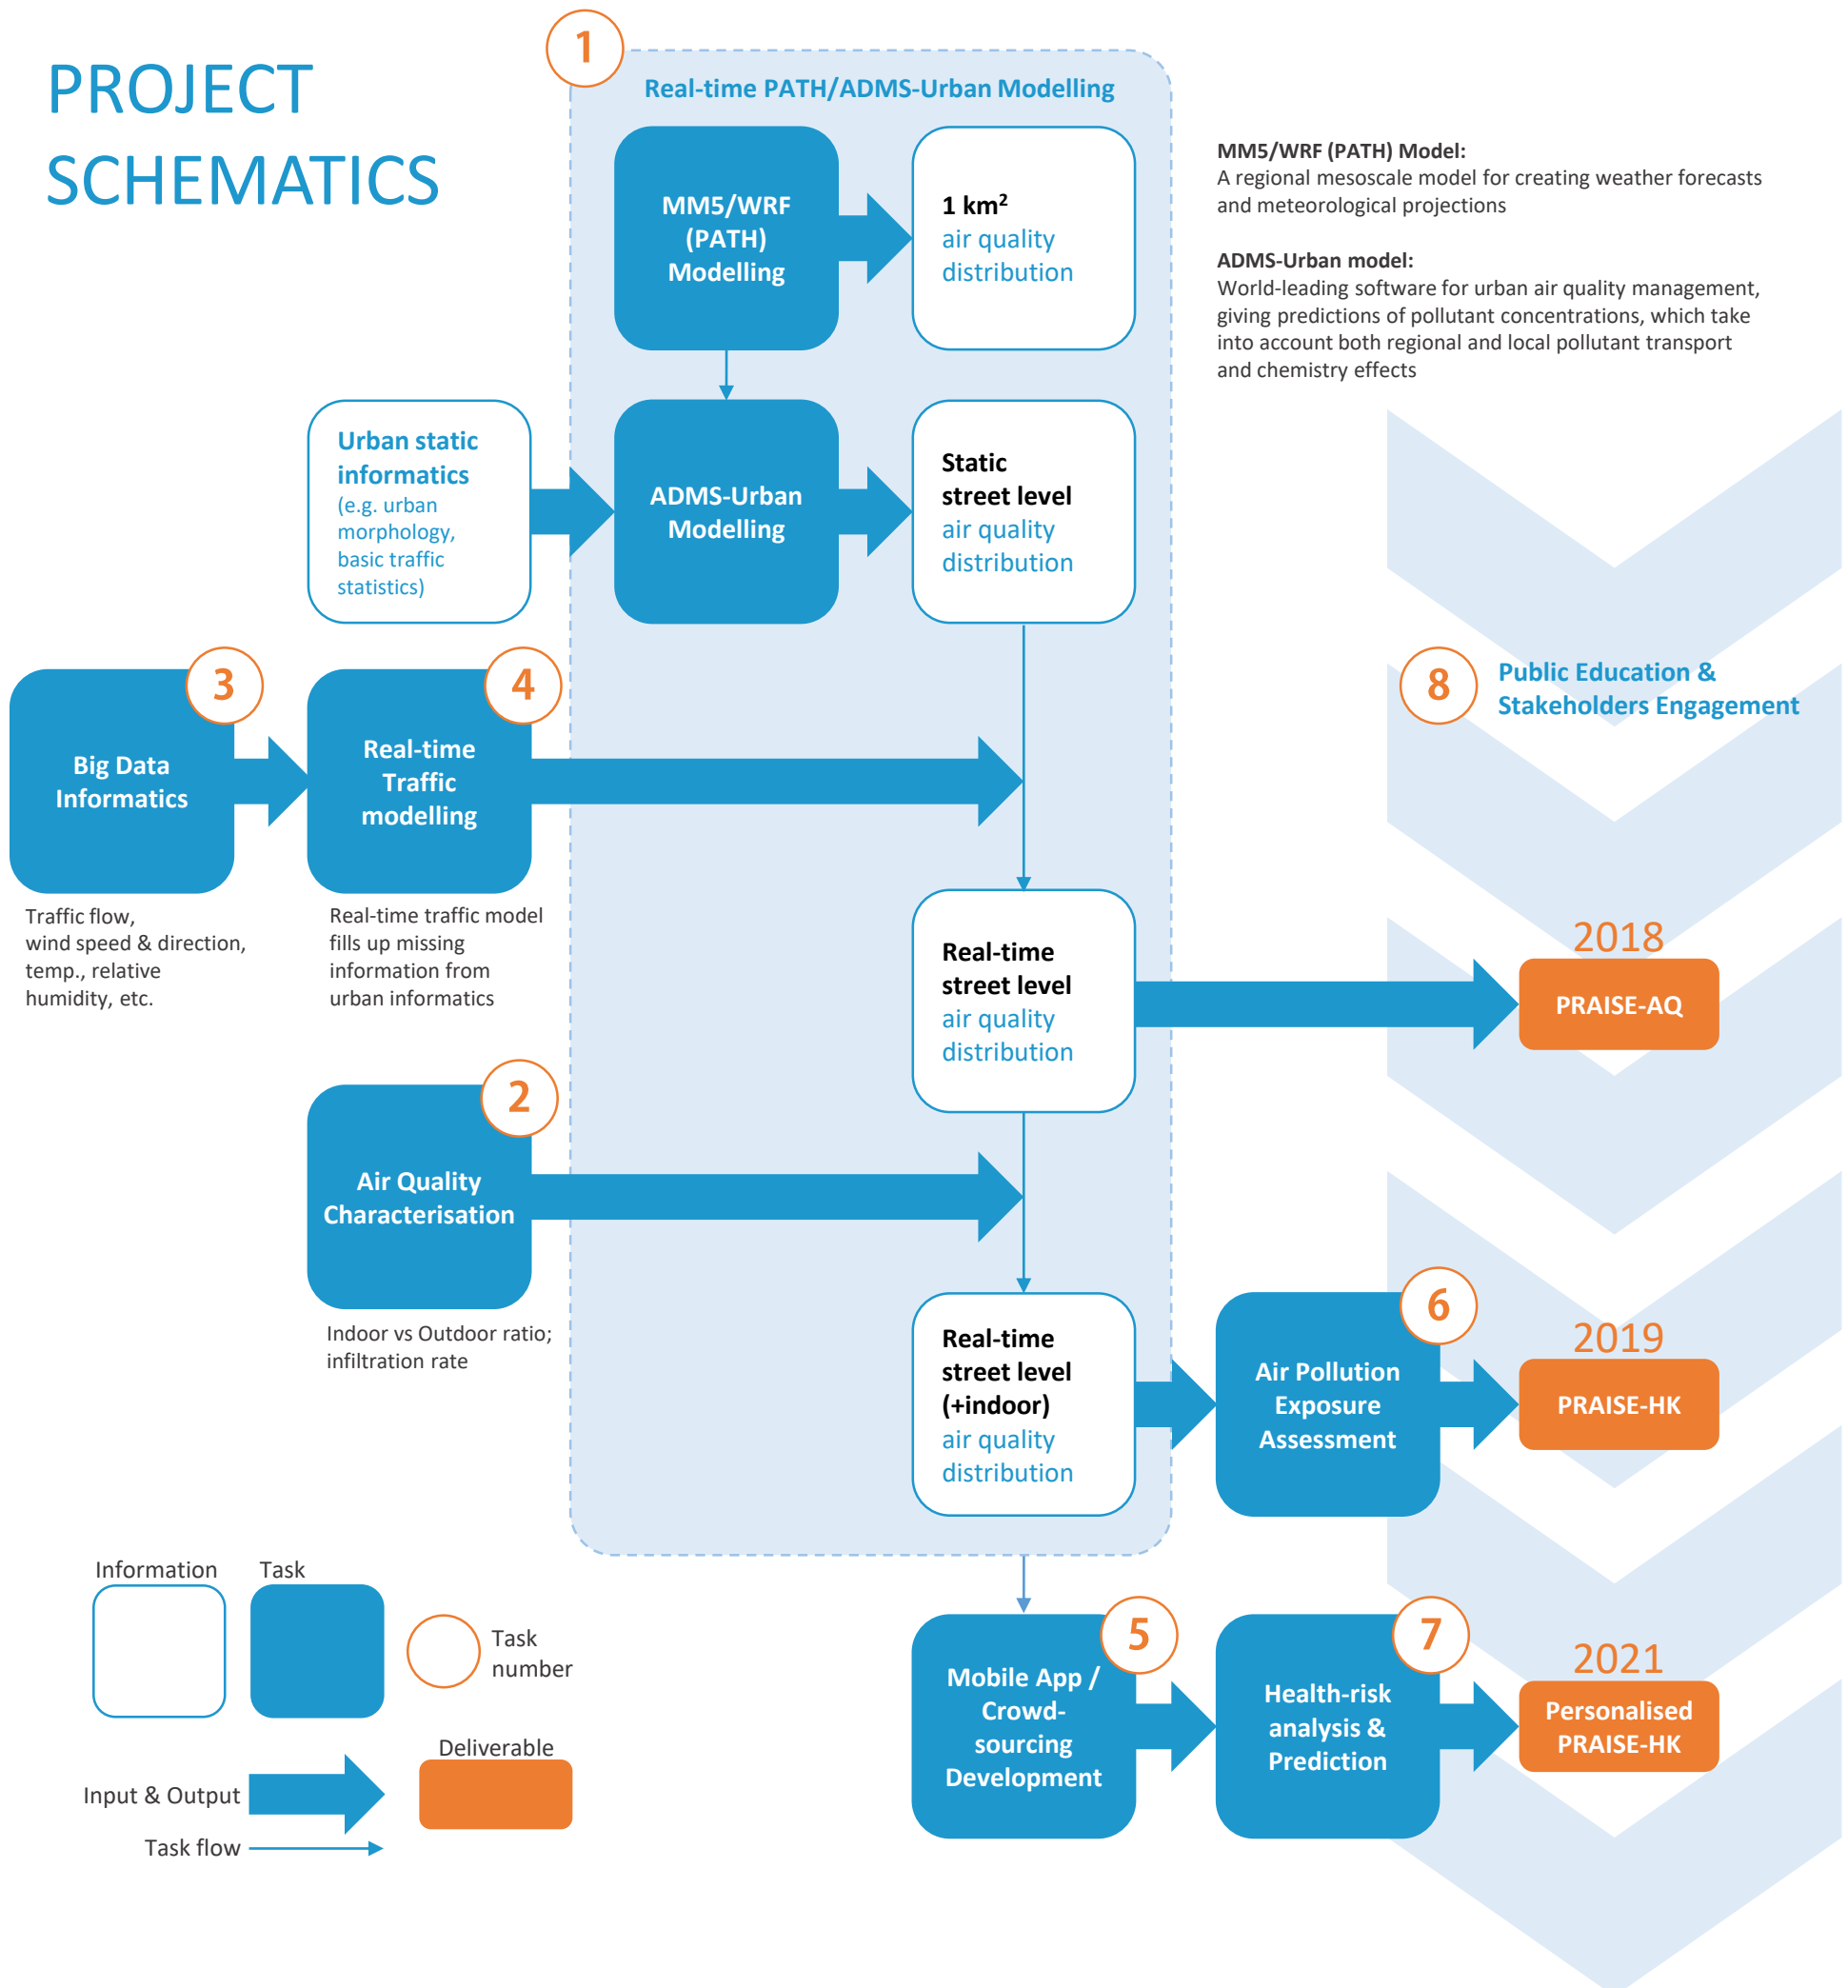 PROJECT
SCHEMATICS
1
Real-time PATH/ADMS-Urban Modelling
MM5/WRF
(PATH)
Modelling
1 km²
air quality
distribution
MM5/WRF (PATH) Model:
A regional mesoscale model for creating weather forecasts
and meteorological projections
ADMS-Urban model:
World-leading software for urban air quality management,
giving predictions of pollutant concentrations, which take
into account both regional and local pollutant transport
and chemistry effects
Urban static
informatics
(e.g. urban
morphology,
basic traffic
statistics)
ADMS-Urban
Modelling
Static
street level
air quality
distribution
3
Big Data
Informatics
Traffic flow,
wind speed & direction,
temp., relative
humidity, etc.
4
Real-time
Traffic
modelling
Real-time traffic model
fills up missing
information from
urban informatics
8
Public Education &
Stakeholders Engagement
Real-time
street level
air quality
distribution
2018
PRAISE-AQ
2
Air Quality
Characterisation
Indoor vs Outdoor ratio;
infiltration rate
Real-time
street level
(+indoor)
air quality
distribution
6
Air Pollution
Exposure
Assessment
2019
PRAISE-HK
5
Mobile App /
Crowd-
sourcing
Development
7
Health-risk
analysis &
Prediction
2021
Personalised
PRAISE-HK
Information
Task
Task
number
Deliverable
Input & Output
Task flow